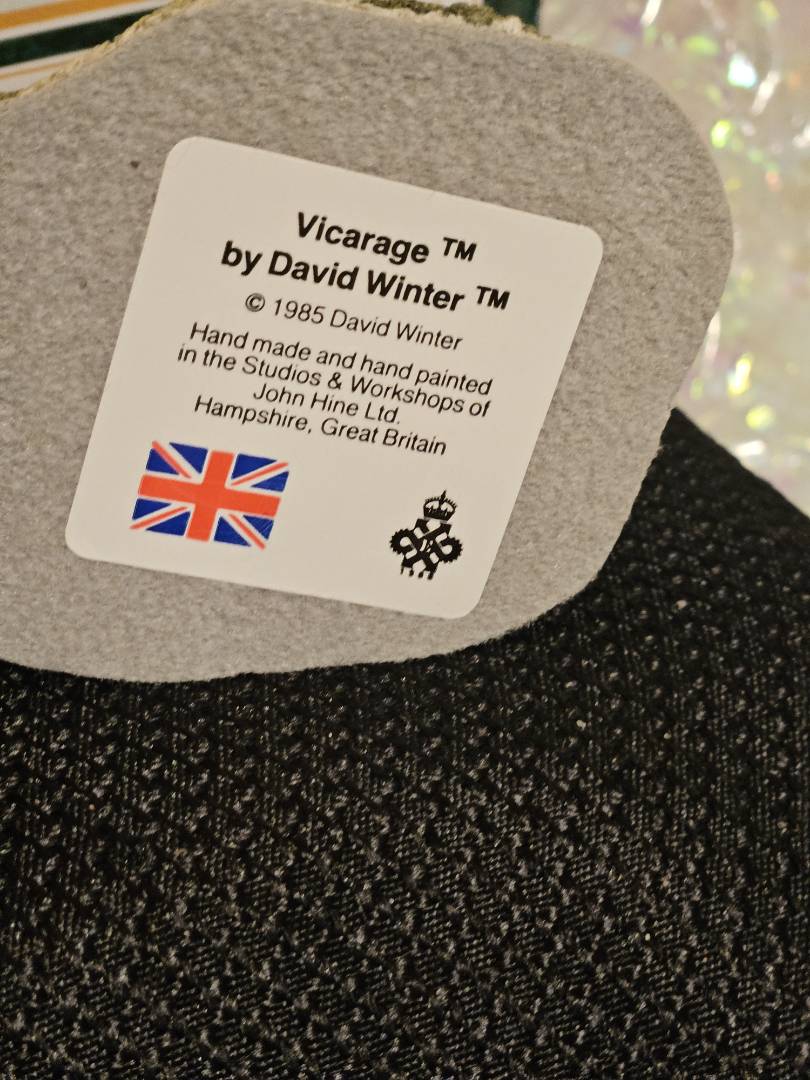 Vicarage ™
by David Winter ™
© 1985 David Winter
Hand made and hand painted
in the Studios & Workshops of
John Hine Ltd.
Hampshire, Great Britain